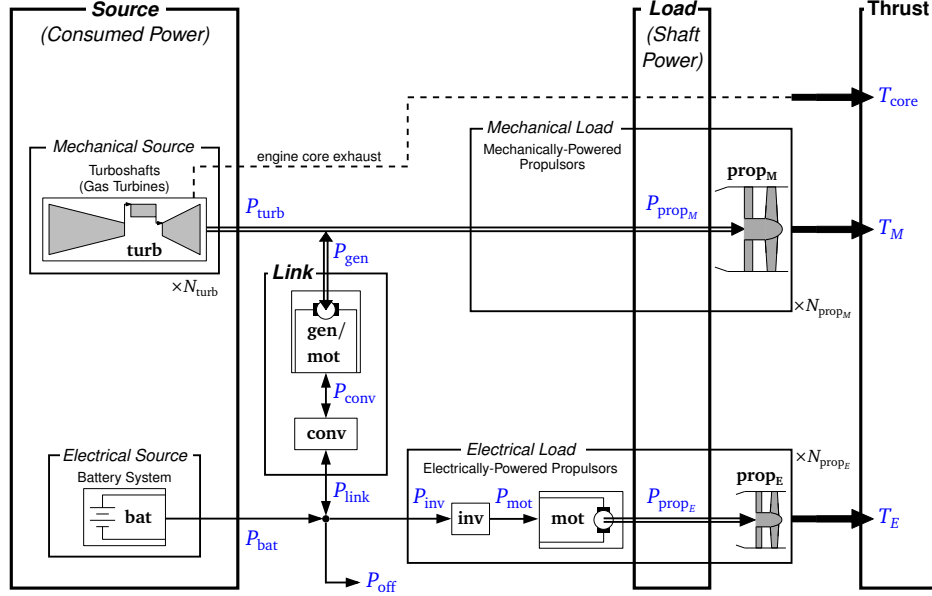 Source
(Consumed Power)
Load
(Shaft
Power)
Thrust
T_core
engine core exhaust
Mechanical Source
Turboshafts
(Gas Turbines)
turb
×N_turb
P_turb
Mechanical Load
Mechanically-Powered
Propulsors
P_prop_M
prop_M
T_M
×N_prop_M
P_gen
Link
gen/
mot
P_conv
conv
P_link
Electrical Source
Battery System
bat
P_bat
P_off
Electrical Load
Electrically-Powered Propulsors
P_inv
inv
P_mot
mot
P_prop_E
prop_E
×N_prop_E
T_E